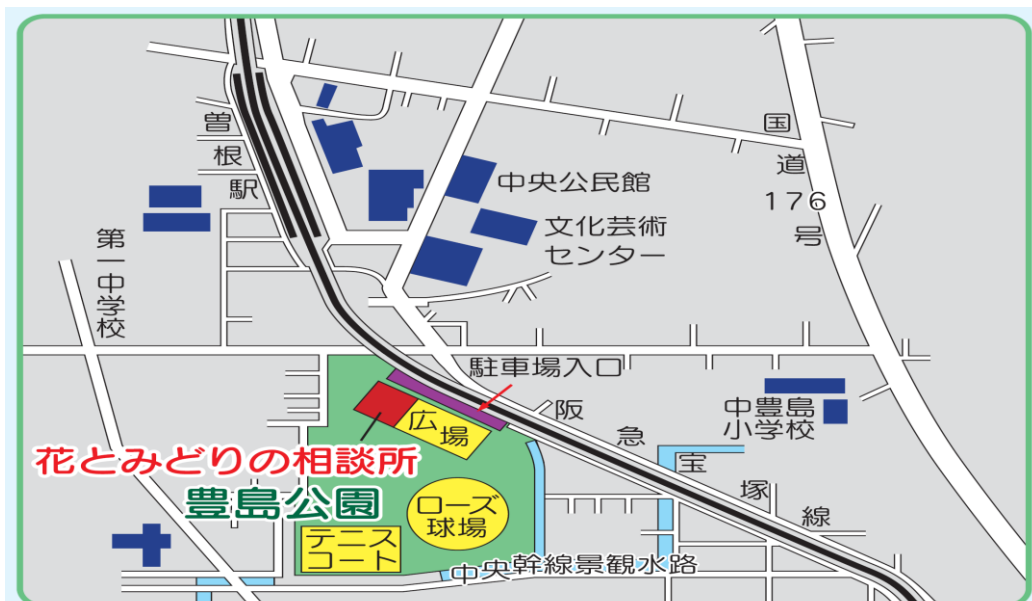 曽根駅
第一中学校
中央公民館
文化芸術
センター
国道176号
駐車場入口
阪急宝塚線
中豊島
小学校
広場
花とみどりの相談所
豊島公園
ローズ
球場
テニス
コート
中央幹線景観水路